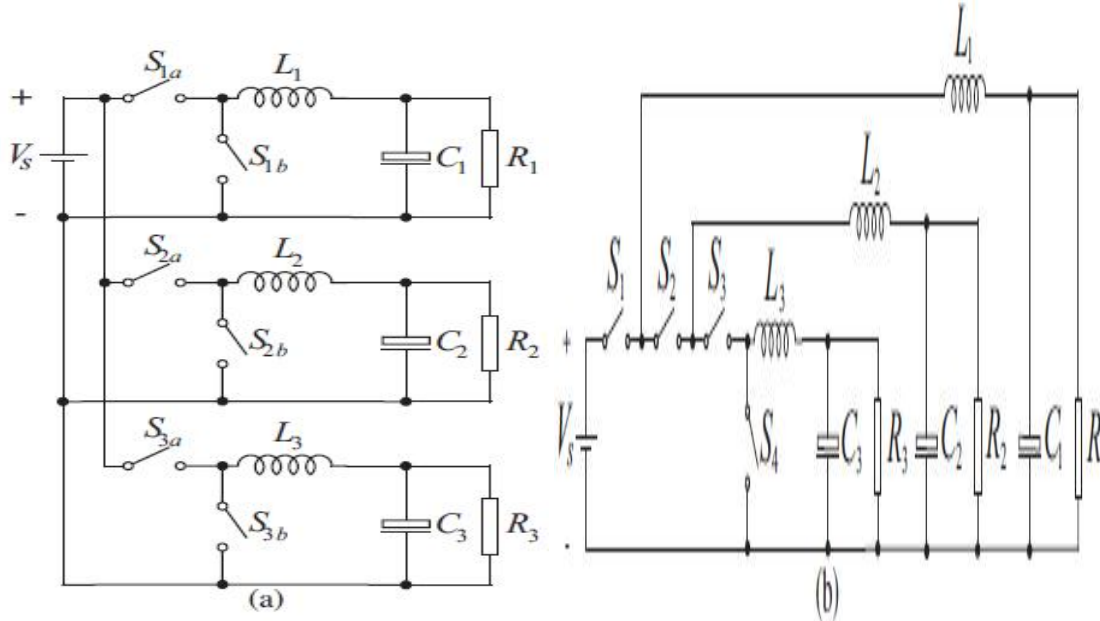 S1a
L1
+
Vs
-
S1b
C1
R1
S2a
L2
S2b
C2
R2
S3a
L3
S3b
C3
R3
(a)
L1
L2
S1
S2
S3
L3
+
Vs
S4
C3
R3
C2
R2
C1
R
-
(b)